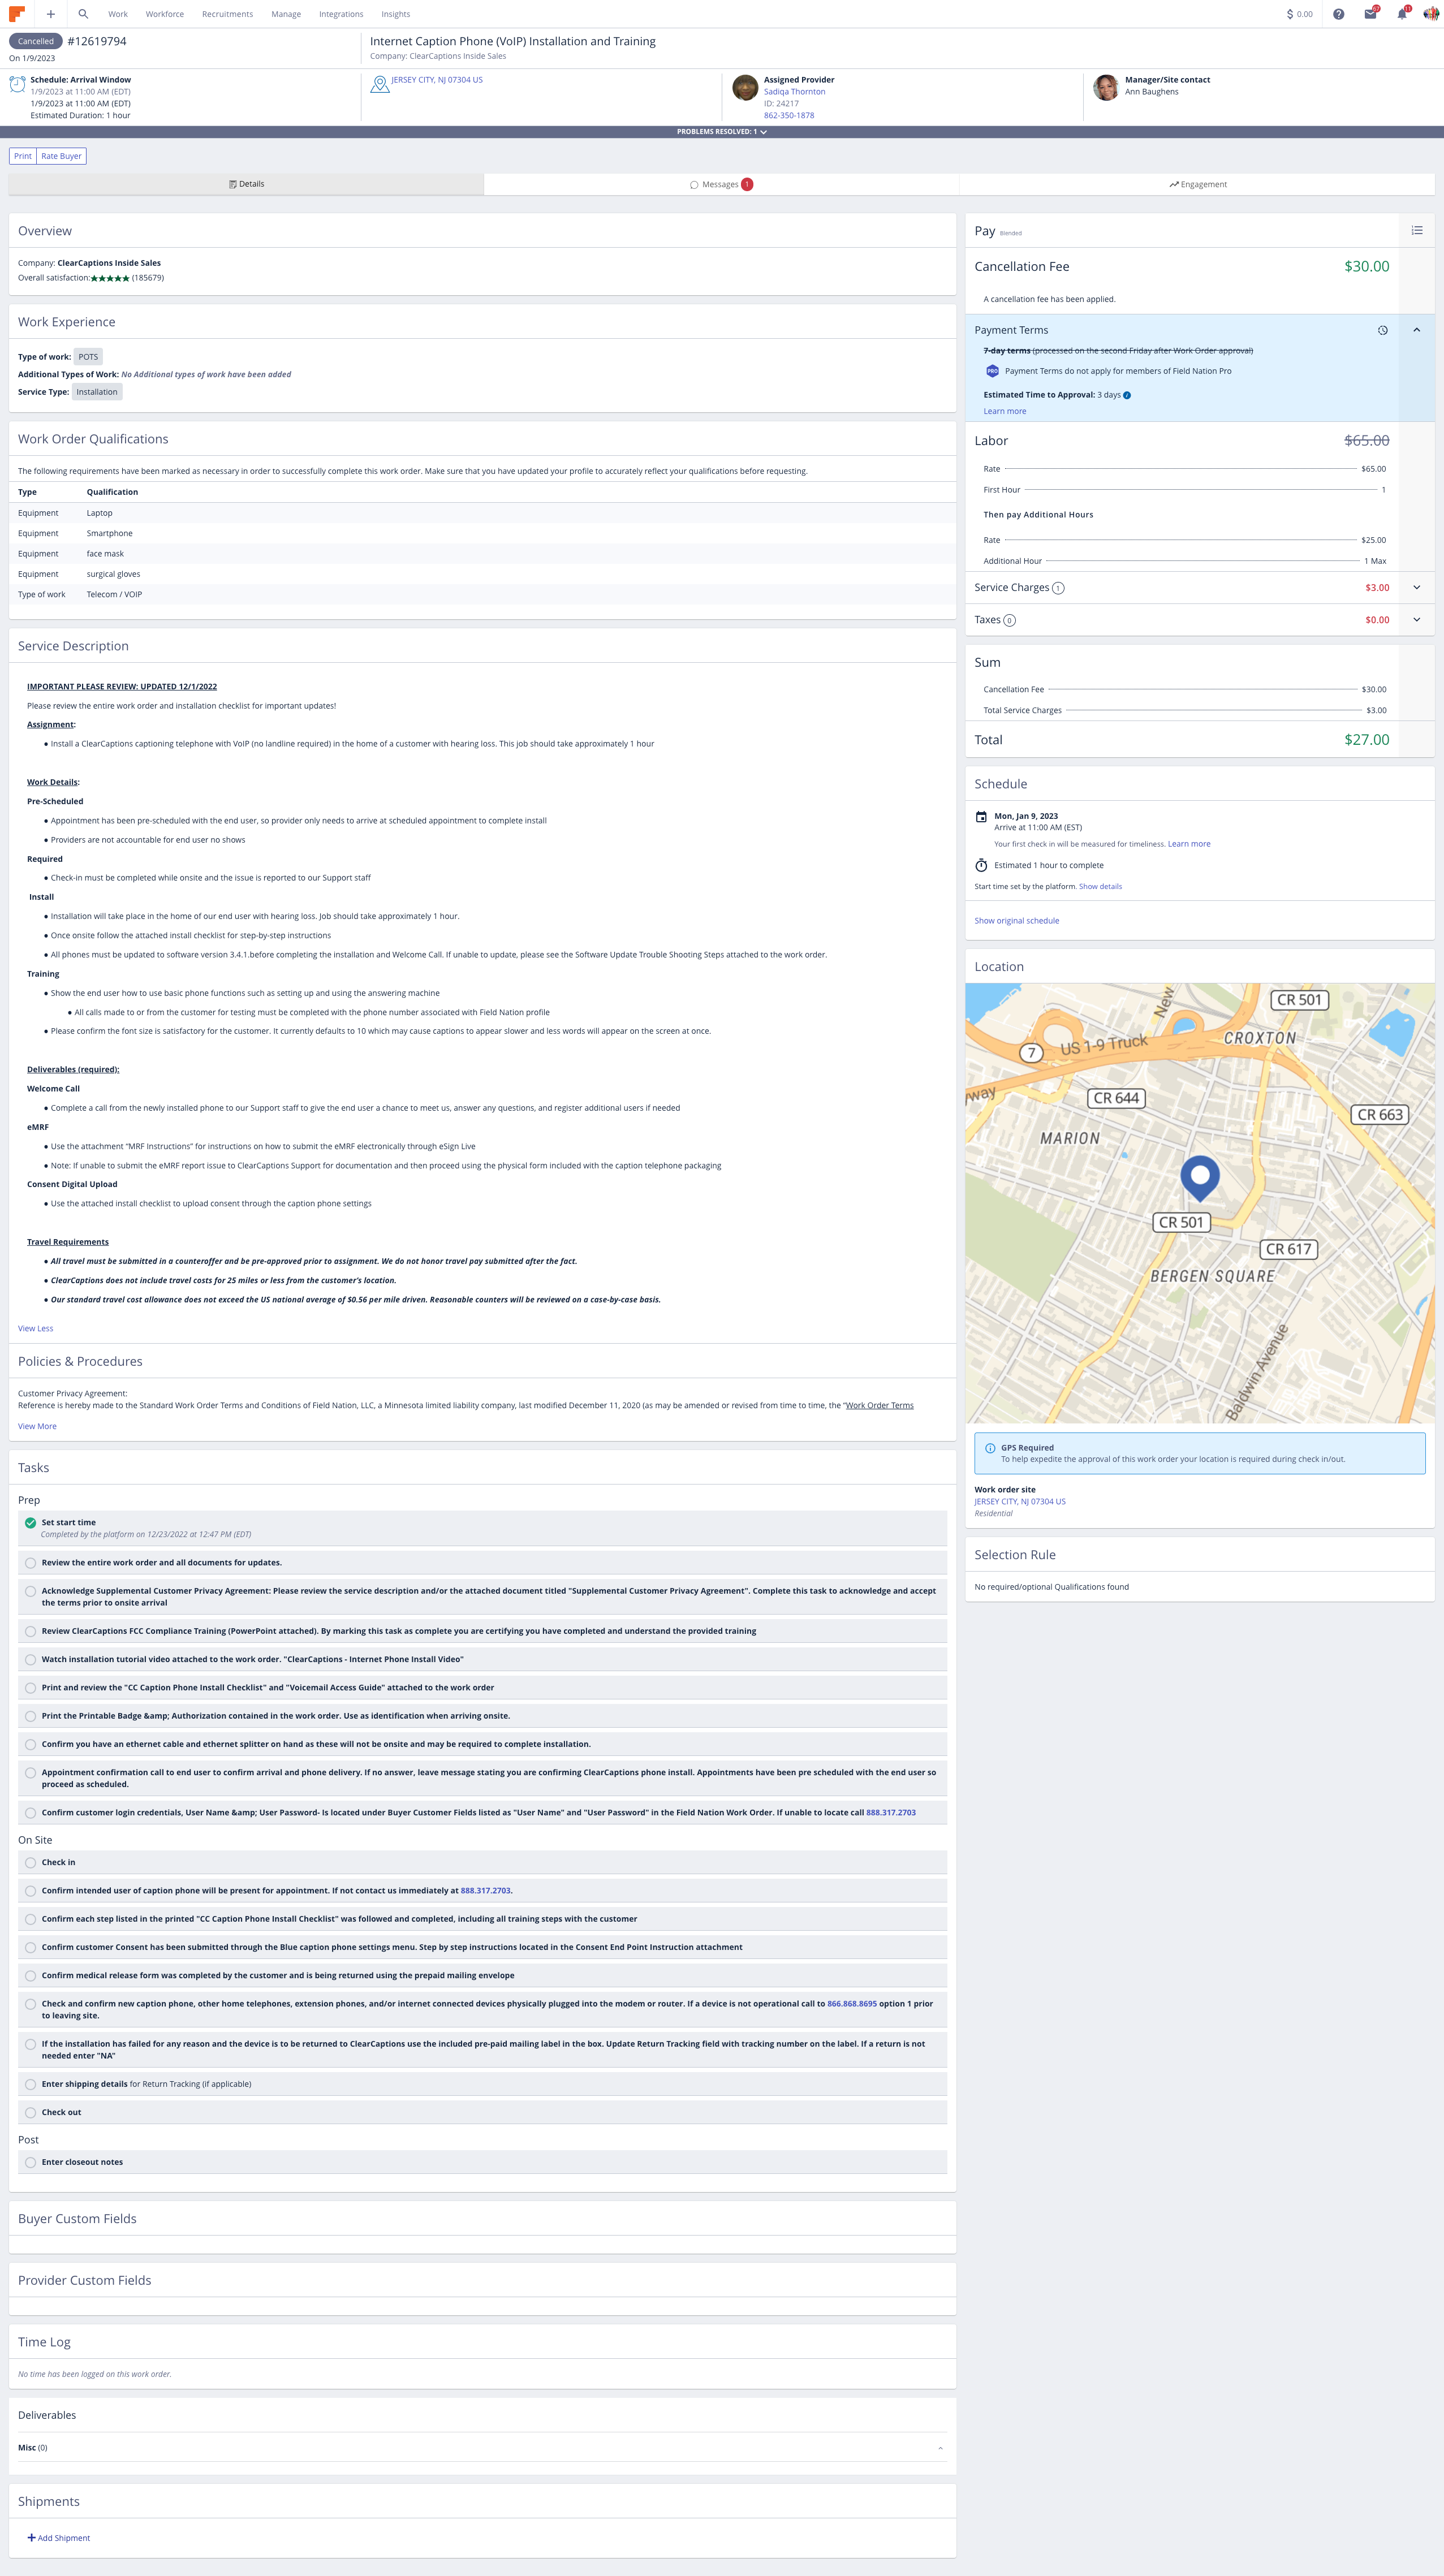 Work Workforce Recruitments Manage Integrations Insights
$ 0.00
Cancelled #12619794
On 1/9/2023
Internet Caption Phone (VoIP) Installation and Training
Company: ClearCaptions Inside Sales
Schedule: Arrival Window
1/9/2023 at 11:00 AM (EDT)
1/9/2023 at 11:00 AM (EDT)
Estimated Duration: 1 hour
JERSEY CITY, NJ 07304 US
Assigned Provider
Sadiqa Thornton
ID: 24217
862-350-1878
Manager/Site contact
Ann Baughens
PROBLEMS RESOLVED: 1
Print Rate Buyer
Details
Messages 1
Engagement
Overview
Company: ClearCaptions Inside Sales
Overall satisfaction:★★★★★ (185679)
Work Experience
Type of work: POTS
Additional Types of Work: No Additional types of work have been added
Service Type: Installation
Work Order Qualifications
The following requirements have been marked as necessary in order to successfully complete this work order. Make sure that you have updated your profile to accurately reflect your qualifications before requesting.
Type Qualification
Equipment Laptop
Equipment Smartphone
Equipment face mask
Equipment surgical gloves
Type of work Telecom / VOIP
Service Description
IMPORTANT PLEASE REVIEW: UPDATED 12/1/2022
Please review the entire work order and installation checklist for important updates!
Assignment:
● Install a ClearCaptions captioning telephone with VoIP (no landline required) in the home of a customer with hearing loss. This job should take approximately 1 hour
Work Details:
Pre-Scheduled
● Appointment has been pre-scheduled with the end user, so provider only needs to arrive at scheduled appointment to complete install
● Providers are not accountable for end user no shows
Required
● Check-in must be completed while onsite and the issue is reported to our Support staff
Install
● Installation will take place in the home of our end user with hearing loss. Job should take approximately 1 hour.
● Once onsite follow the attached install checklist for step-by-step instructions
● All phones must be updated to software version 3.4.1.before completing the installation and Welcome Call. If unable to update, please see the Software Update Trouble Shooting Steps attached to the work order.
Training
● Show the end user how to use basic phone functions such as setting up and using the answering machine
● All calls made to or from the customer for testing must be completed with the phone number associated with Field Nation profile
● Please confirm the font size is satisfactory for the customer. It currently defaults to 10 which may cause captions to appear slower and less words will appear on the screen at once.
Deliverables (required):
Welcome Call
● Complete a call from the newly installed phone to our Support staff to give the end user a chance to meet us, answer any questions, and register additional users if needed
eMRF
● Use the attachment “MRF Instructions” for instructions on how to submit the eMRF electronically through eSign Live
● Note: If unable to submit the eMRF report issue to ClearCaptions Support for documentation and then proceed using the physical form included with the caption telephone packaging
Consent Digital Upload
● Use the attached install checklist to upload consent through the caption phone settings
Travel Requirements
● All travel must be submitted in a counteroffer and be pre-approved prior to assignment. We do not honor travel pay submitted after the fact.
● ClearCaptions does not include travel costs for 25 miles or less from the customer’s location.
● Our standard travel cost allowance does not exceed the US national average of $0.56 per mile driven. Reasonable counters will be reviewed on a case-by-case basis.
View Less
Policies & Procedures
Customer Privacy Agreement:
Reference is hereby made to the Standard Work Order Terms and Conditions of Field Nation, LLC, a Minnesota limited liability company, last modified December 11, 2020 (as may be amended or revised from time to time, the “Work Order Terms
View More
Tasks
Prep
Set start time
Completed by the platform on 12/23/2022 at 12:47 PM (EDT)
Review the entire work order and all documents for updates.
Acknowledge Supplemental Customer Privacy Agreement: Please review the service description and/or the attached document titled "Supplemental Customer Privacy Agreement". Complete this task to acknowledge and accept
the terms prior to onsite arrival
Review ClearCaptions FCC Compliance Training (PowerPoint attached). By marking this task as complete you are certifying you have completed and understand the provided training
Watch installation tutorial video attached to the work order. "ClearCaptions - Internet Phone Install Video"
Print and review the "CC Caption Phone Install Checklist" and "Voicemail Access Guide" attached to the work order
Print the Printable Badge &amp; Authorization contained in the work order. Use as identification when arriving onsite.
Confirm you have an ethernet cable and ethernet splitter on hand as these will not be onsite and may be required to complete installation.
Appointment confirmation call to end user to confirm arrival and phone delivery. If no answer, leave message stating you are confirming ClearCaptions phone install. Appointments have been pre scheduled with the end user so
proceed as scheduled.
Confirm customer login credentials, User Name &amp; User Password- Is located under Buyer Customer Fields listed as "User Name" and "User Password" in the Field Nation Work Order. If unable to locate call 888.317.2703
On Site
Check in
Confirm intended user of caption phone will be present for appointment. If not contact us immediately at 888.317.2703.
Confirm each step listed in the printed "CC Caption Phone Install Checklist" was followed and completed, including all training steps with the customer
Confirm customer Consent has been submitted through the Blue caption phone settings menu. Step by step instructions located in the Consent End Point Instruction attachment
Confirm medical release form was completed by the customer and is being returned using the prepaid mailing envelope
Check and confirm new caption phone, other home telephones, extension phones, and/or internet connected devices physically plugged into the modem or router. If a device is not operational call to 866.868.8695 option 1 prior
to leaving site.
If the installation has failed for any reason and the device is to be returned to ClearCaptions use the included pre-paid mailing label in the box. Update Return Tracking field with tracking number on the label. If a return is not
needed enter "NA"
Enter shipping details for Return Tracking (if applicable)
Check out
Post
Enter closeout notes
Buyer Custom Fields
Provider Custom Fields
Time Log
No time has been logged on this work order.
Deliverables
Misc (0)
Shipments
+ Add Shipment
Pay Blended
Cancellation Fee $30.00
A cancellation fee has been applied.
Payment Terms
7-day terms (processed on the second Friday after Work Order approval)
PRO Payment Terms do not apply for members of Field Nation Pro
Estimated Time to Approval: 3 days
Learn more
Labor $65.00
Rate $65.00
First Hour 1
Then pay Additional Hours
Rate $25.00
Additional Hour 1 Max
Service Charges 1 $3.00
Taxes 0 $0.00
Sum
Cancellation Fee $30.00
Total Service Charges $3.00
Total $27.00
Schedule
Mon, Jan 9, 2023
Arrive at 11:00 AM (EST)
Your first check in will be measured for timeliness. Learn more
Estimated 1 hour to complete
Start time set by the platform. Show details
Show original schedule
Location
CR 501
New
US 1-9 Truck
CROXTON
7
way
CR 644
CR 663
MARION
CR 501
CR 617
BERGEN SQUARE
Baldwin Avenue
GPS Required
To help expedite the approval of this work order your location is required during check in/out.
Work order site
JERSEY CITY, NJ 07304 US
Residential
Selection Rule
No required/optional Qualifications found